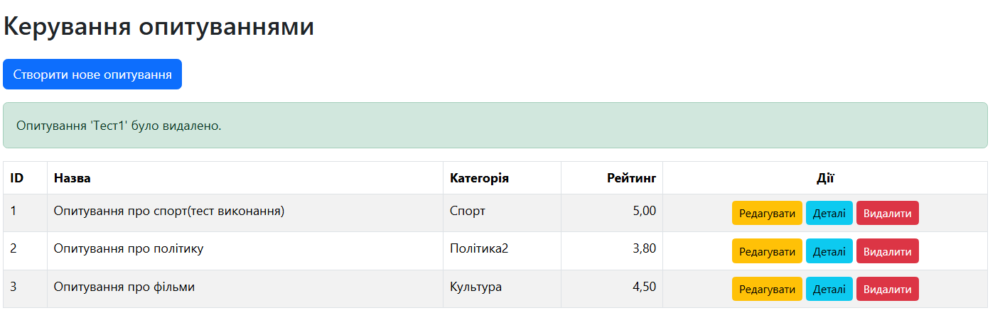 Керування опитуваннями
Створити нове опитування
Опитування 'Тест1' було видалено.
ID Назва Категорія Рейтинг Дії
1 Опитування про спорт(тест виконання) Спорт 5,00 Редагувати Деталі Видалити
2 Опитування про політику Політика2 3,80 Редагувати Деталі Видалити
3 Опитування про фільми Культура 4,50 Редагувати Деталі Видалити